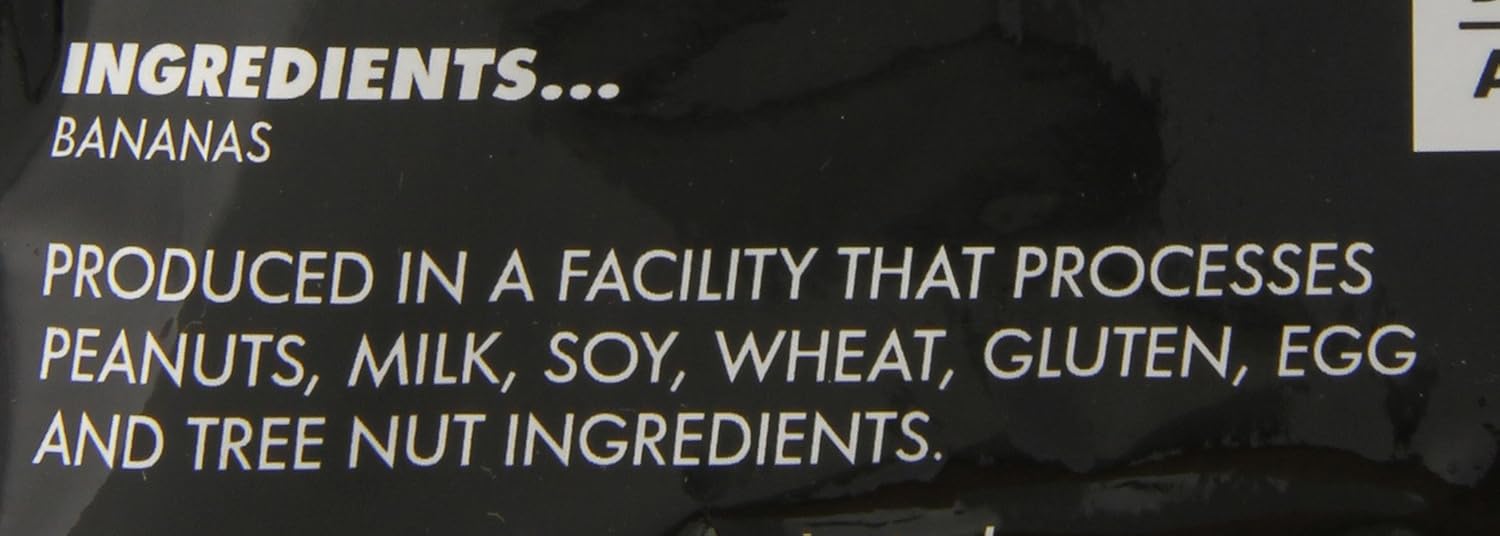 INGREDIENTS...
BANANAS
PRODUCED IN A FACILITY THAT PROCESSES
PEANUTS, MILK, SOY, WHEAT, GLUTEN, EGG
AND TREE NUT INGREDIENTS.